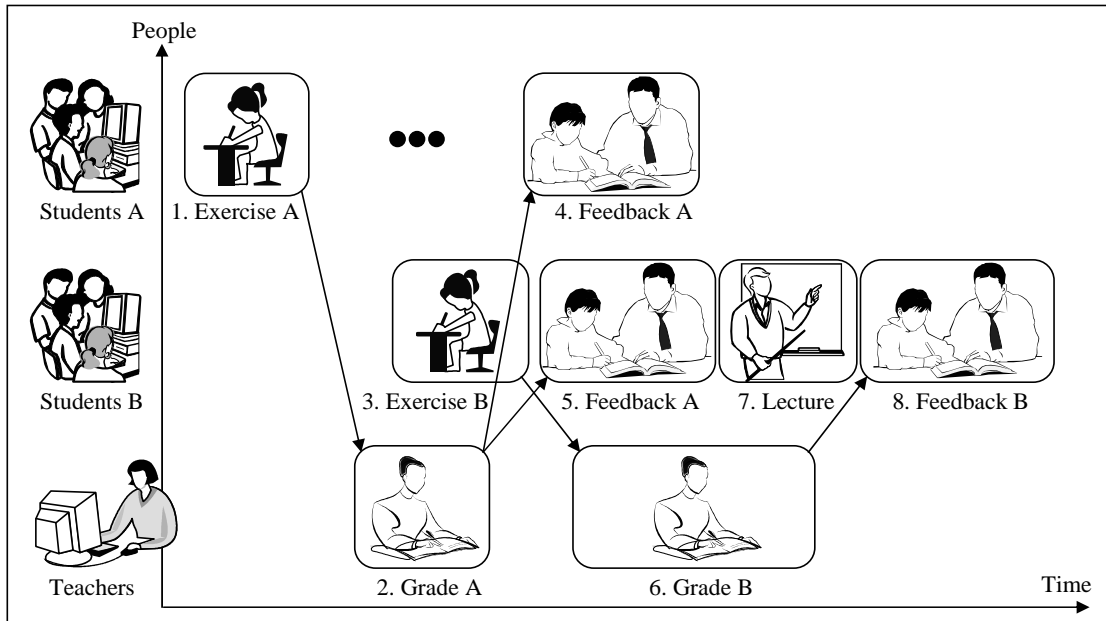 People
Students A
1. Exercise A
4. Feedback A
Students B
3. Exercise B
5. Feedback A
7. Lecture
8. Feedback B
Teachers
2. Grade A
6. Grade B
Time